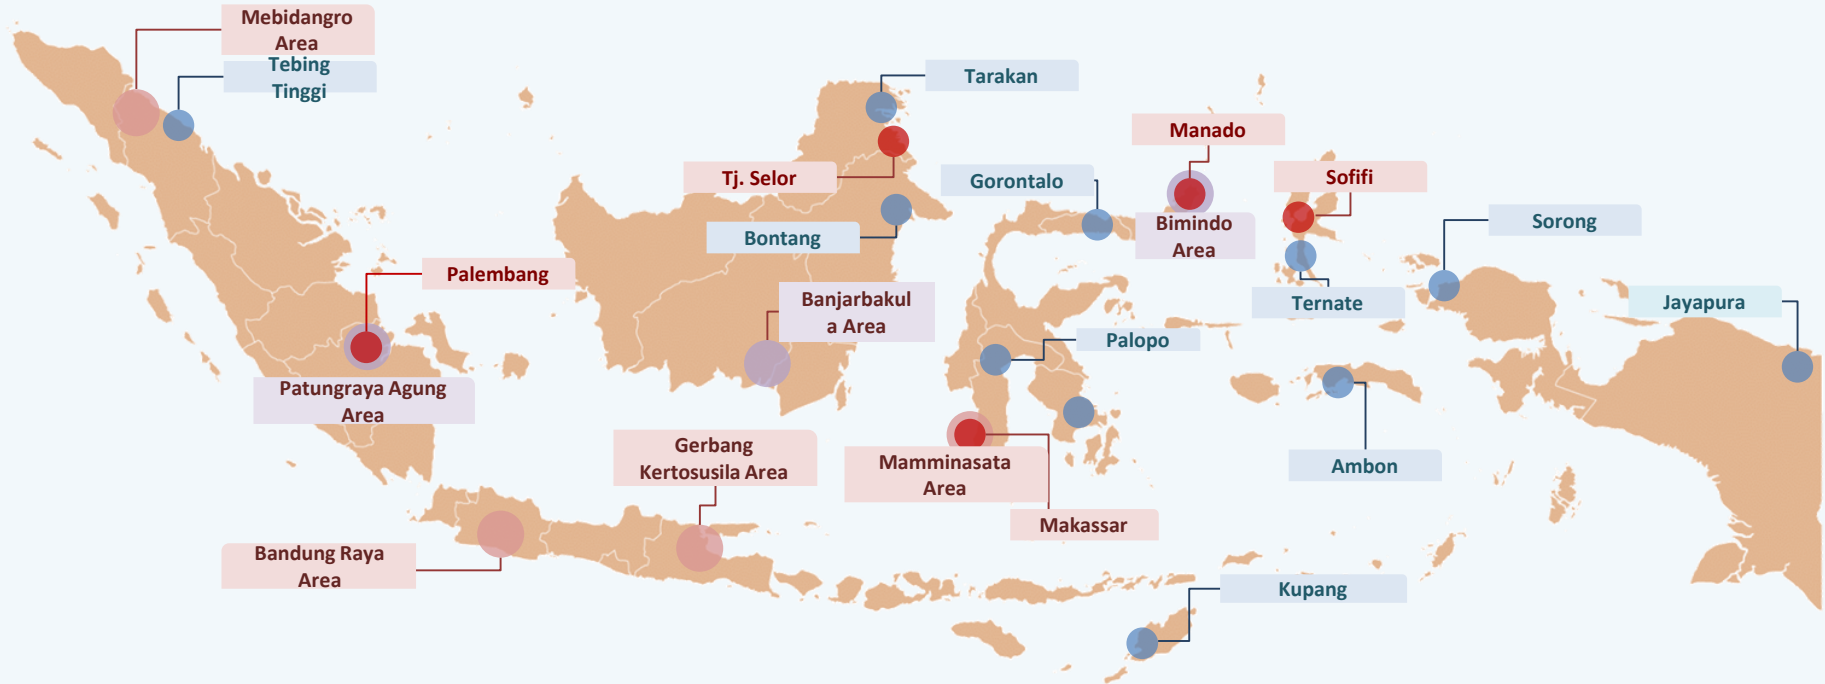 Mebidangro
Area
Tebing
Tinggi
Tarakan
Manado
Tj. Selor
Gorontalo
Sofifi
Bontang
Bimindo
Area
Sorong
Palembang
Banjarbakul
a Area
Ternate
Jayapura
Palopo
Patungraya Agung
Area
Gerbang
Kertosusila Area
Mamminasata
Area
Ambon
Makassar
Bandung Raya
Area
Kupang